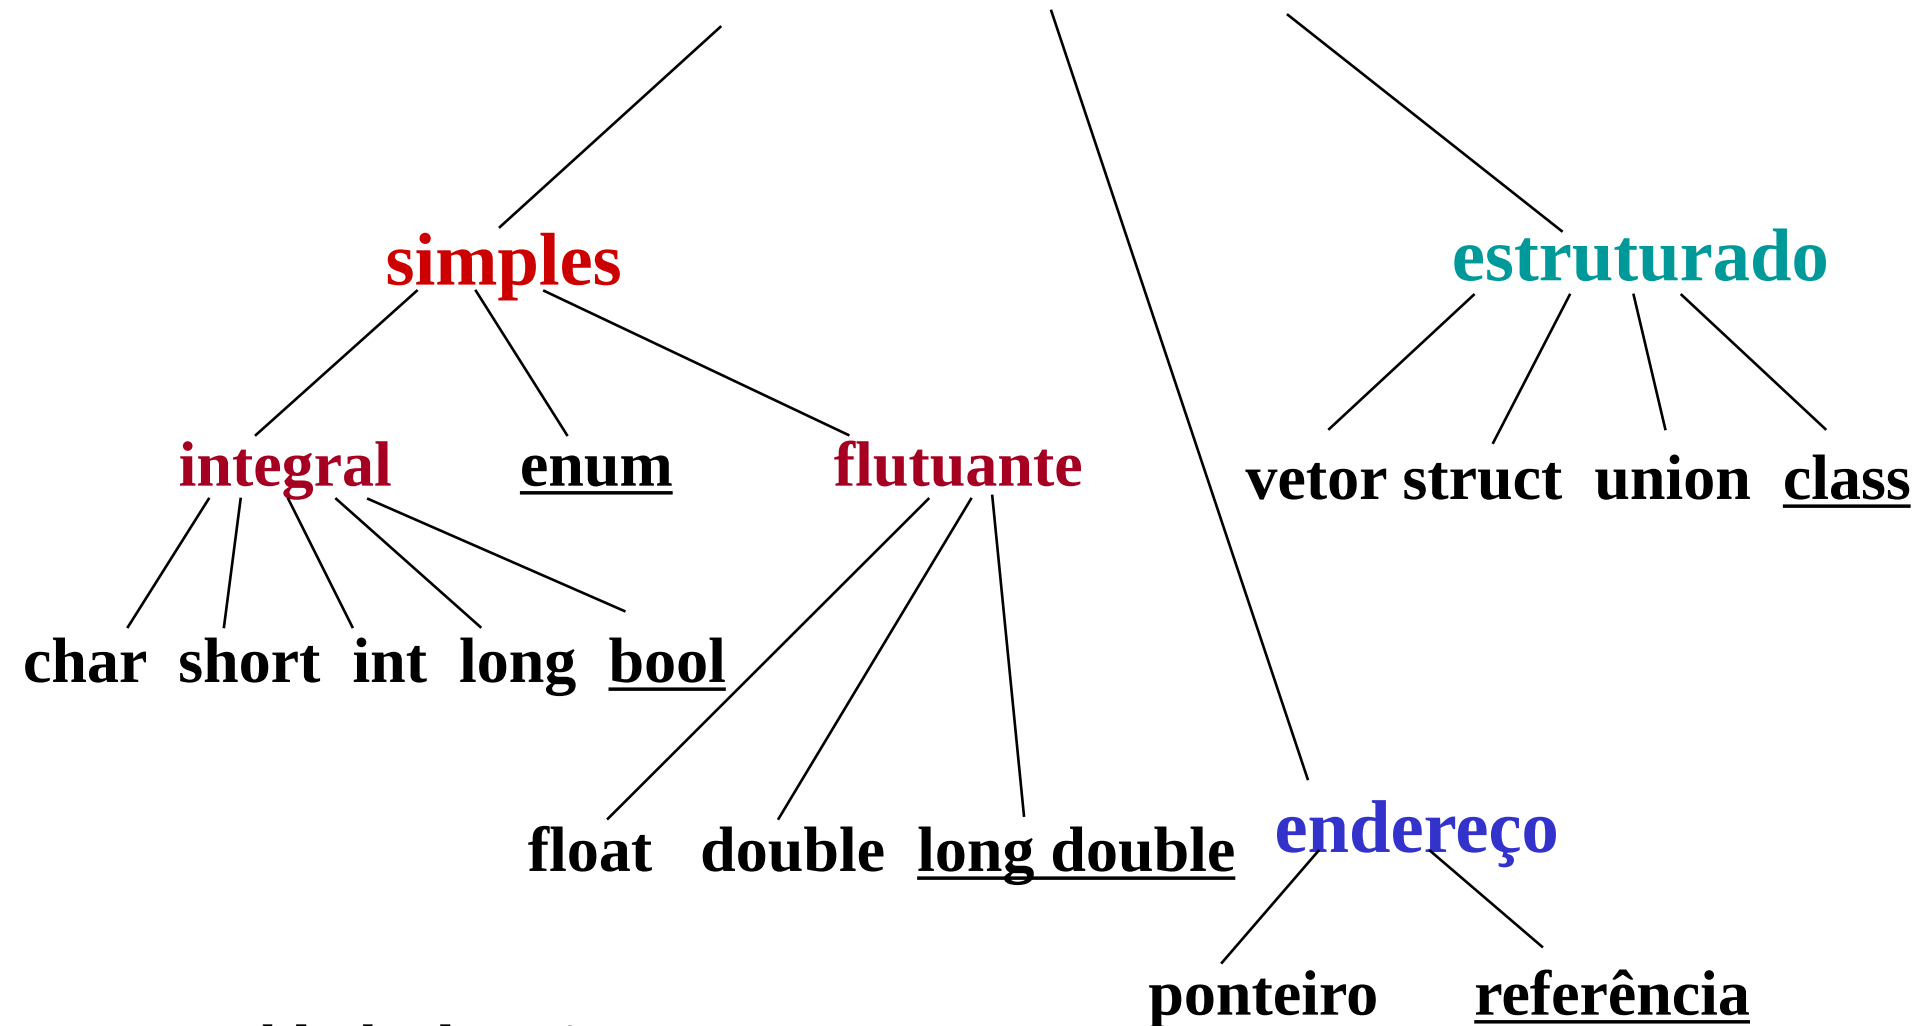 simples
estruturado
integral enum flutuante
vetor struct union class
char short int long bool
float double long double
endereço
ponteiro referência